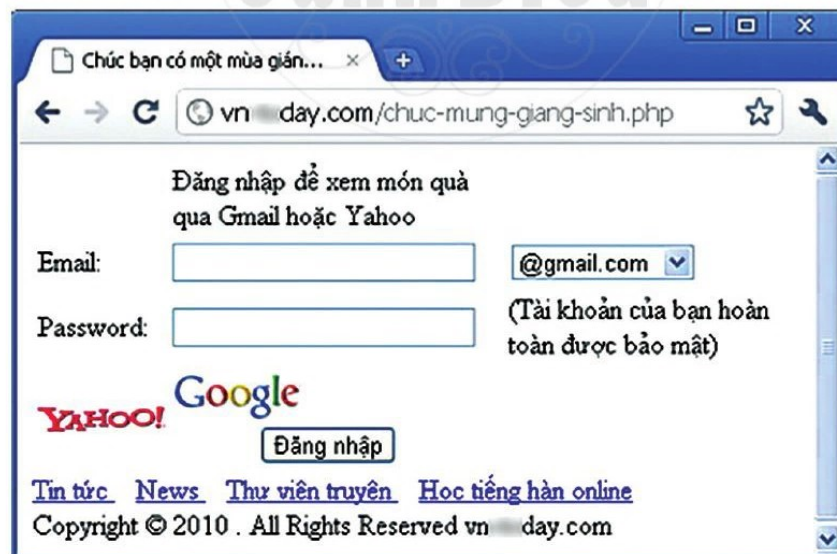 Chúc bạn có một mùa gián...
vn day.com/chuc-mung-giang-sinh.php
Đăng nhập để xem món quà
qua Gmail hoặc Yahoo
Email: @gmail.com
Password: (Tài khoản của bạn hoàn
toàn được bảo mật)
YAHOO! Google
Đăng nhập
Tin tức News Thư viên truyên Hoc tiếng hàn online
Copyright © 2010 . All Rights Reserved vn day.com